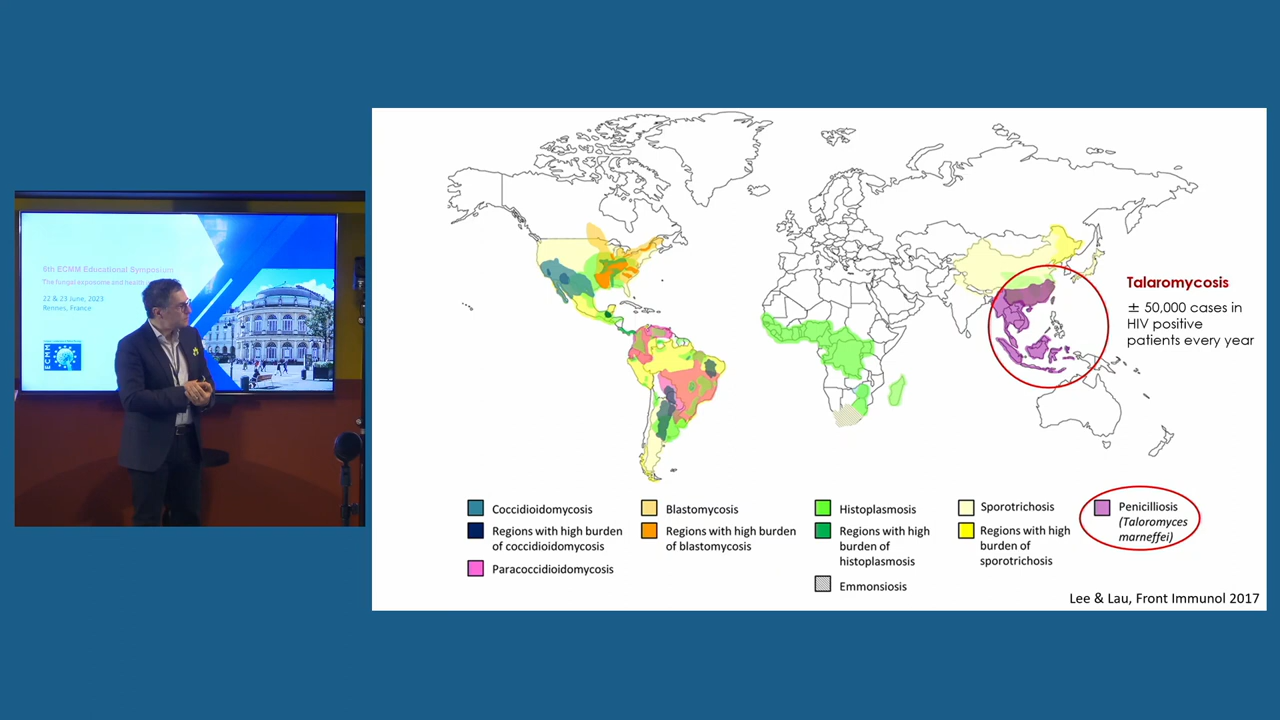 6th ECMM Educational Symposium
The fungal exposome and health
22 & 23 June, 2023
Rennes, France
ECMM
Talaromycosis
± 50,000 cases in
HIV positive
patients every year
Coccidioidomycosis
Regions with high burden
of coccidioidomycosis
Paracoccidioidomycosis
Blastomycosis
Regions with high burden
of blastomycosis
Histoplasmosis
Regions with high
burden of
histoplasmosis
Emmonsiosis
Sporotrichosis
Regions with high
burden of
sporotrichosis
Penicilliosis
(Taloromyces
marneffei)
Lee & Lau, Front Immunol 2017